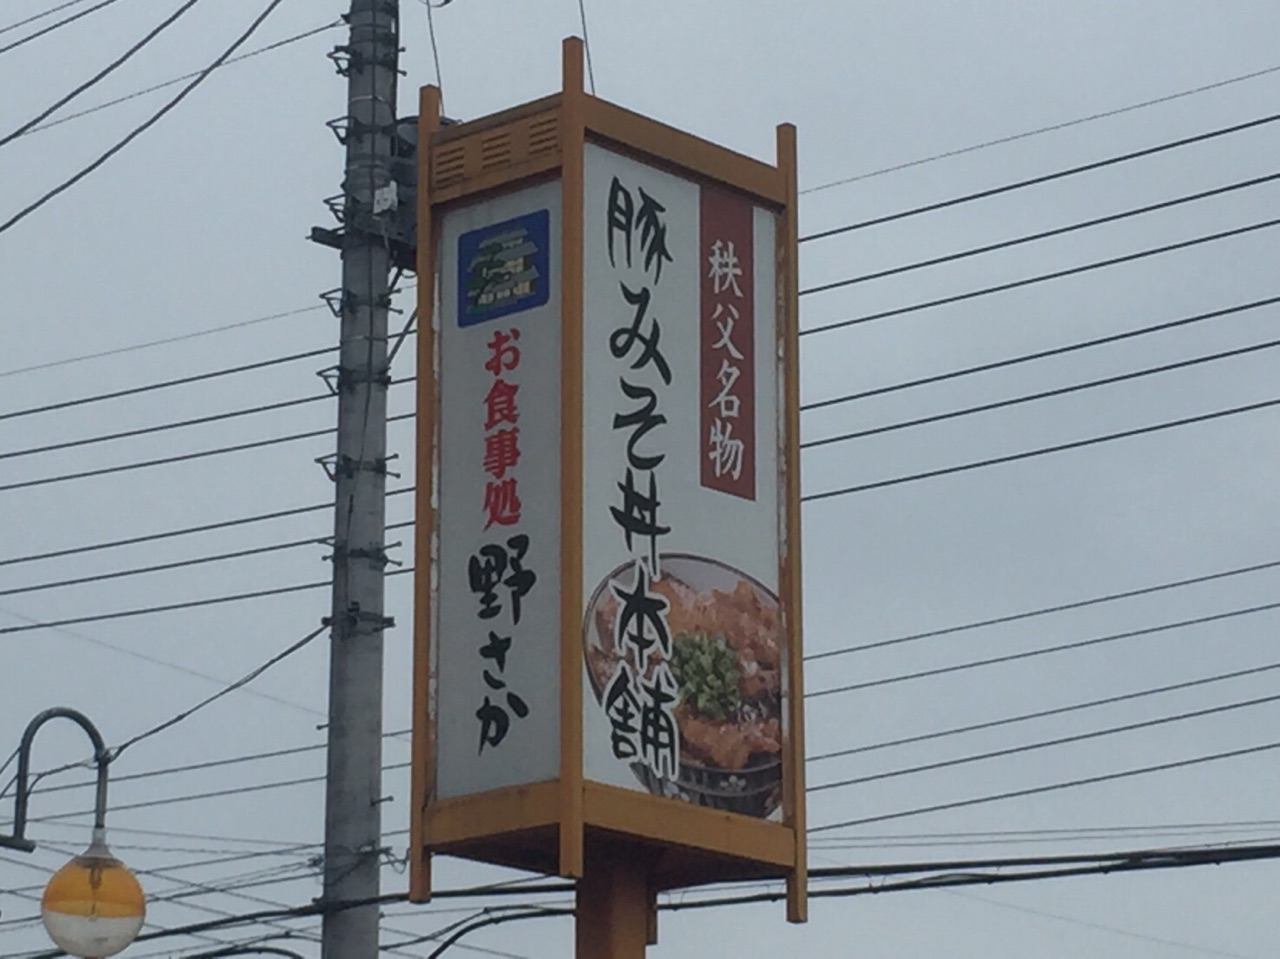 秩父名物
豚みそ丼本舗
お食事処
野さか